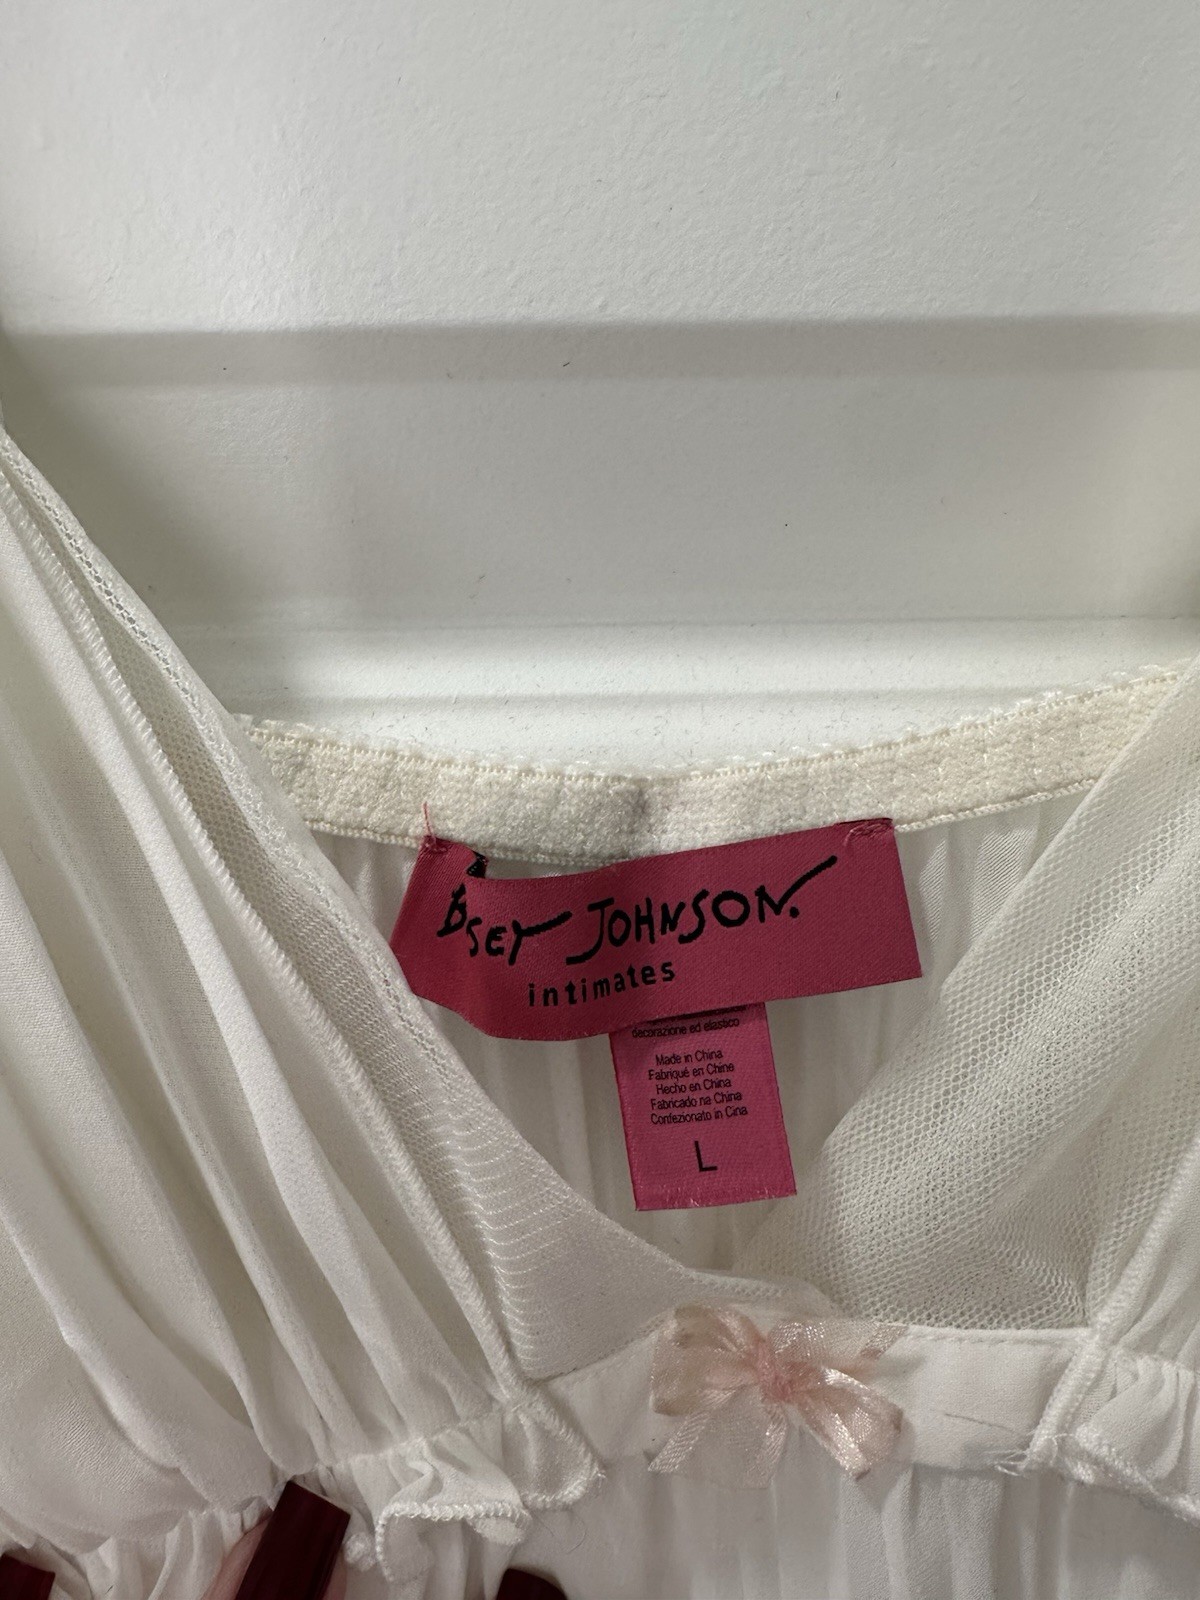 BSEY JOHNSON.
intimates
decorazione ed elastico
Made in China
Fabriqué en Chine
Hecho en China
Fabricado na China
Confezionato in Cina
L